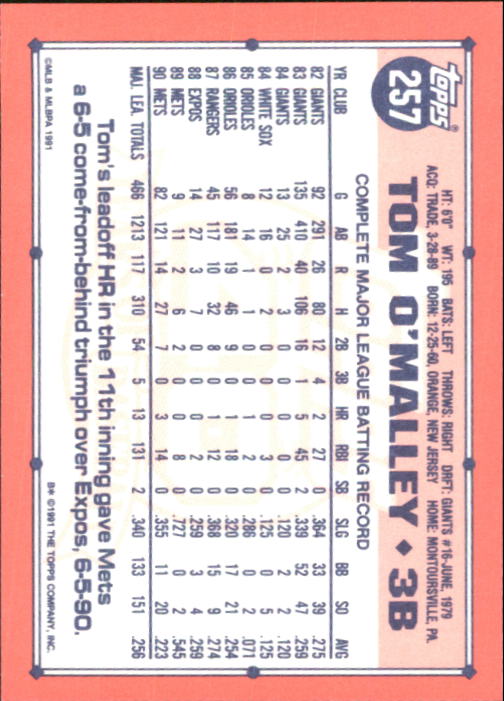 topps®
257
HT: 6'0" WT: 195 BATS: LEFT THROWS: RIGHT DRFT: GIANTS #16-JUNE, 1979
ACQ: TRADE, 3-28-89 BORN: 12-25-60, ORANGE, NEW JERSEY HOME: MONTOURSVILLE, PA.
TOM O'MALLEY ◆ 3B
COMPLETE MAJOR LEAGUE BATTING RECORD
YR CLUB G AB R H 2B 3B HR RBI SB SLG BB SO AVG
82 GIANTS 92 291 26 80 12 4 2 27 0 .364 33 39 .275
83 GIANTS 135 410 40 106 16 1 5 45 2 .339 52 47 .259
84 GIANTS 13 25 2 3 0 0 0 0 0 .120 2 2 .120
84 WHITE SOX 12 16 0 2 0 0 0 3 0 .125 0 5 .125
85 ORIOLES 8 14 1 1 0 0 1 2 0 .286 0 2 .071
86 ORIOLES 56 181 19 46 9 0 1 18 0 .320 17 21 .254
87 RANGERS 45 117 10 32 8 0 1 12 0 .368 15 9 .274
88 EXPOS 14 27 3 7 0 0 0 2 0 .259 3 4 .259
89 METS 9 11 2 6 2 0 0 8 0 .727 0 2 .545
90 METS 82 121 14 27 7 0 3 14 0 .355 11 20 .223
MAJ. LEA. TOTALS 466 1213 117 310 54 5 13 131 2 .340 133 151 .256
Tom's leadoff HR in the 11th inning gave Mets
a 6-5 come-from-behind triumph over Expos, 6-5-90.
©MLB & MLBPA 1991
B* ©1991 THE TOPPS COMPANY, INC.